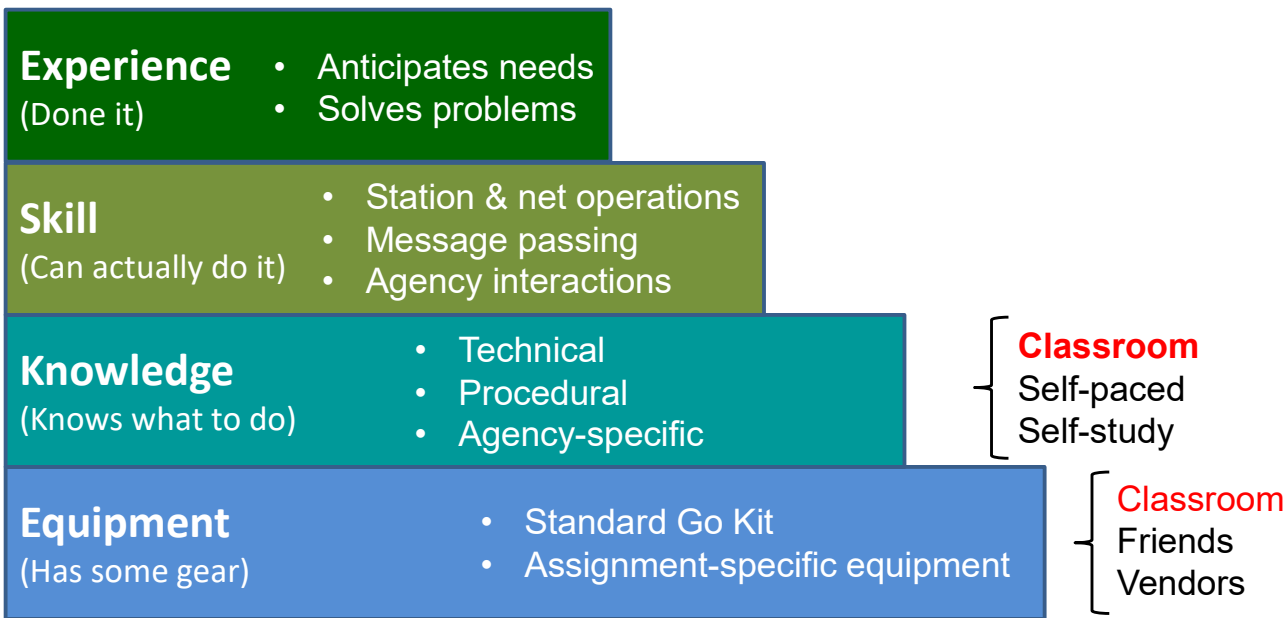 Experience
(Done it)
• Anticipates needs
• Solves problems
Skill
(Can actually do it)
• Station & net operations
• Message passing
• Agency interactions
Knowledge
(Knows what to do)
• Technical
• Procedural
• Agency-specific
Classroom
Self-paced
Self-study
Equipment
(Has some gear)
• Standard Go Kit
• Assignment-specific equipment
Classroom
Friends
Vendors